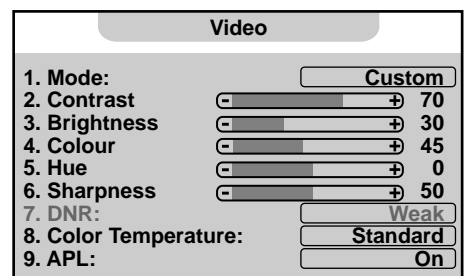 Video
1. Mode: Custom
2. Contrast - + 70
3. Brightness - + 30
4. Colour - + 45
5. Hue - + 0
6. Sharpness - + 50
7. DNR: Weak
8. Color Temperature: Standard
9. APL: On